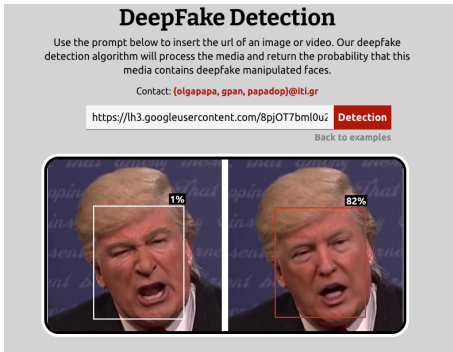 DeepFake Detection
Use the prompt below to insert the url of an image or video. Our deepfake
detection algorithm will process the media and return the probability that this
media contains deepfake manipulated faces.
Contact: {olgapapa, gpan, papadop}@iti.gr
https://lh3.googleusercontent.com/8pjOT7bml0u2 Detection
Back to examples
1%
82%